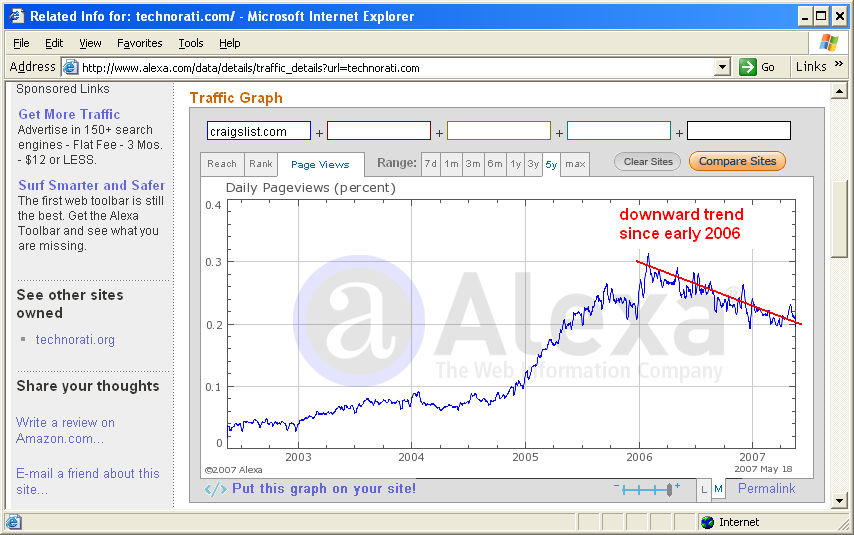 Related Info for: technorati.com/ - Microsoft Internet Explorer
File Edit View Favorites Tools Help
Address http://www.alexa.com/data/details/traffic_details?url=technorati.com Go Links »
Sponsored Links
Get More Traffic
Advertise in 150+ search
engines - Flat Fee - 3 Mos.
- $12 or LESS.
Surf Smarter and Safer
The first web toolbar is still
the best. Get the Alexa
Toolbar and see what you
are missing.
See other sites
owned
technorati.org
Share your thoughts
Write a review on
Amazon.com...
E-mail a friend about this
site...
Traffic Graph
craigslist.com + + + +
Reach Rank Page Views Range: 7d 1m 3m 6m 1y 3y 5y max Clear Sites Compare Sites
Daily Pageviews (percent)
downward trend
since early 2006
0.4
0.3
0.2
0.1
0
a Alexa ®
The Web Information Company
2003 2004 2005 2006 2007
©2007 Alexa 2007 May 18
</> Put this graph on your site! - + L M Permalink
Internet